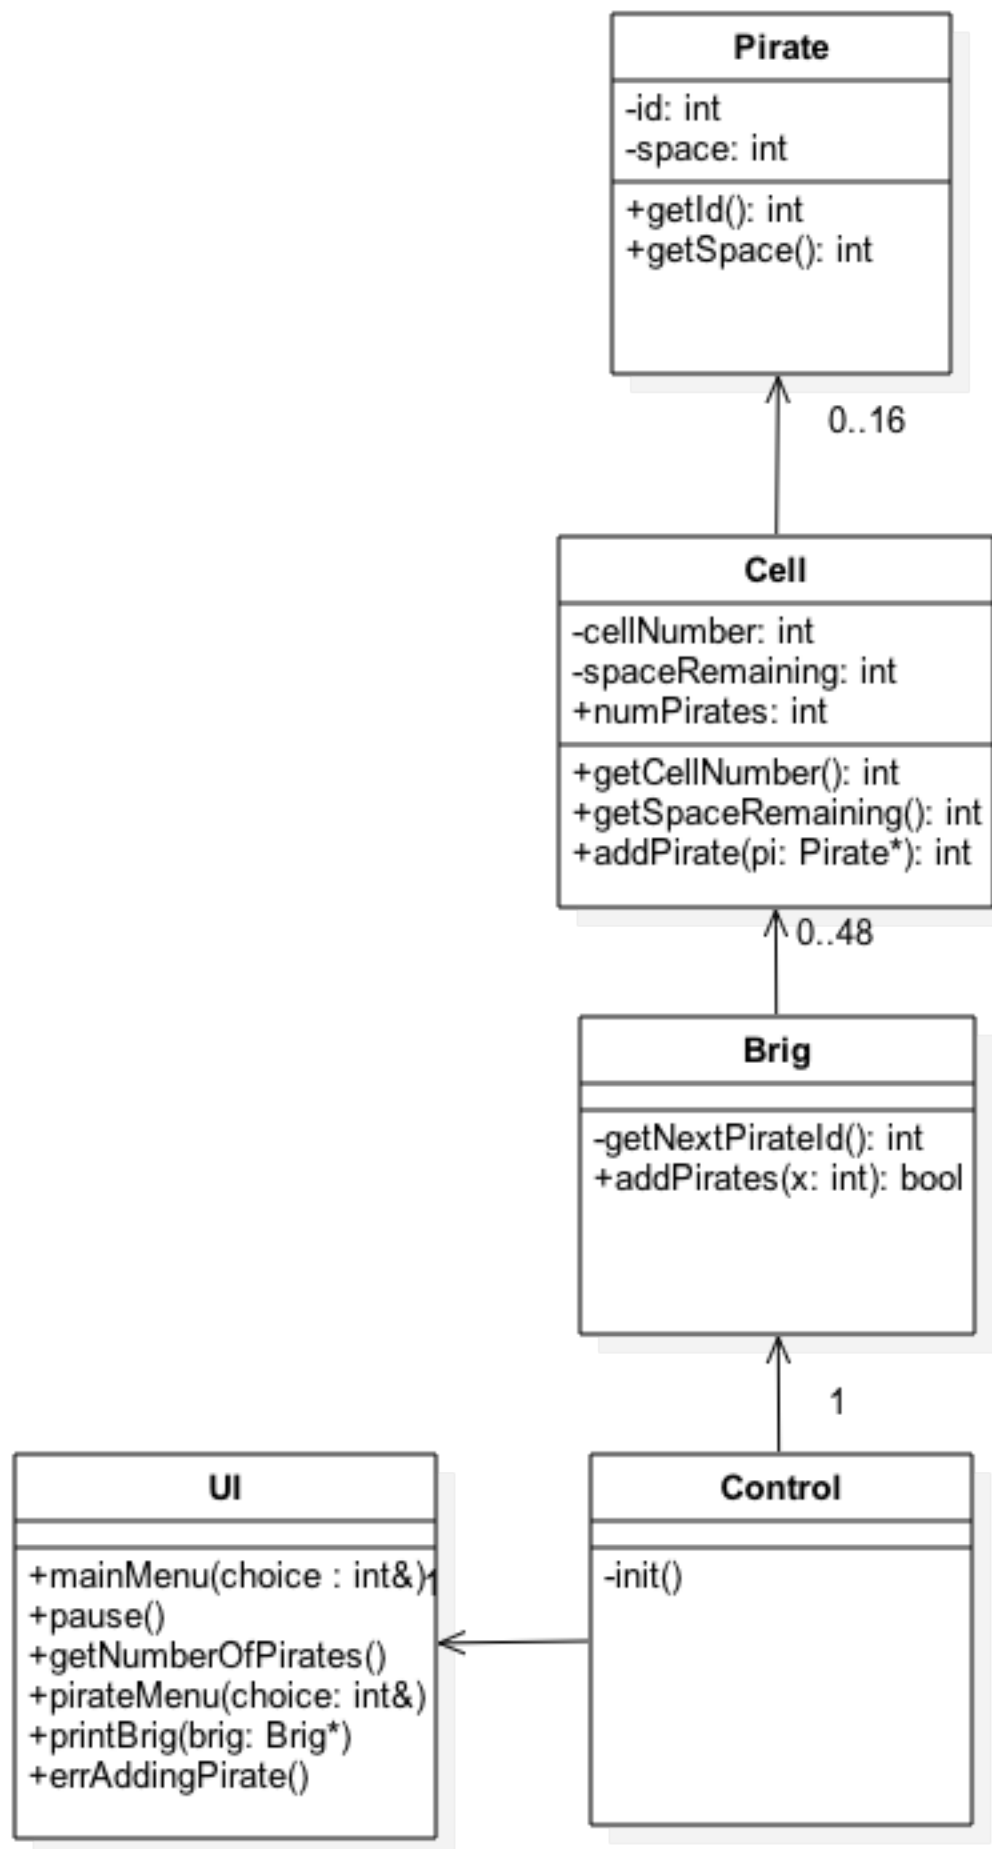 Pirate
-id: int
-space: int
+getId(): int
+getSpace(): int
0..16
Cell
-cellNumber: int
-spaceRemaining: int
+numPirates: int
+getCellNumber(): int
+getSpaceRemaining(): int
+addPirate(pi: Pirate*): int
0..48
Brig
-getNextPirateId(): int
+addPirates(x: int): bool
1
UI
+mainMenu(choice : int&)
+pause()
+getNumberOfPirates()
+pirateMenu(choice: int&)
+printBrig(brig: Brig*)
+errAddingPirate()
Control
-init()